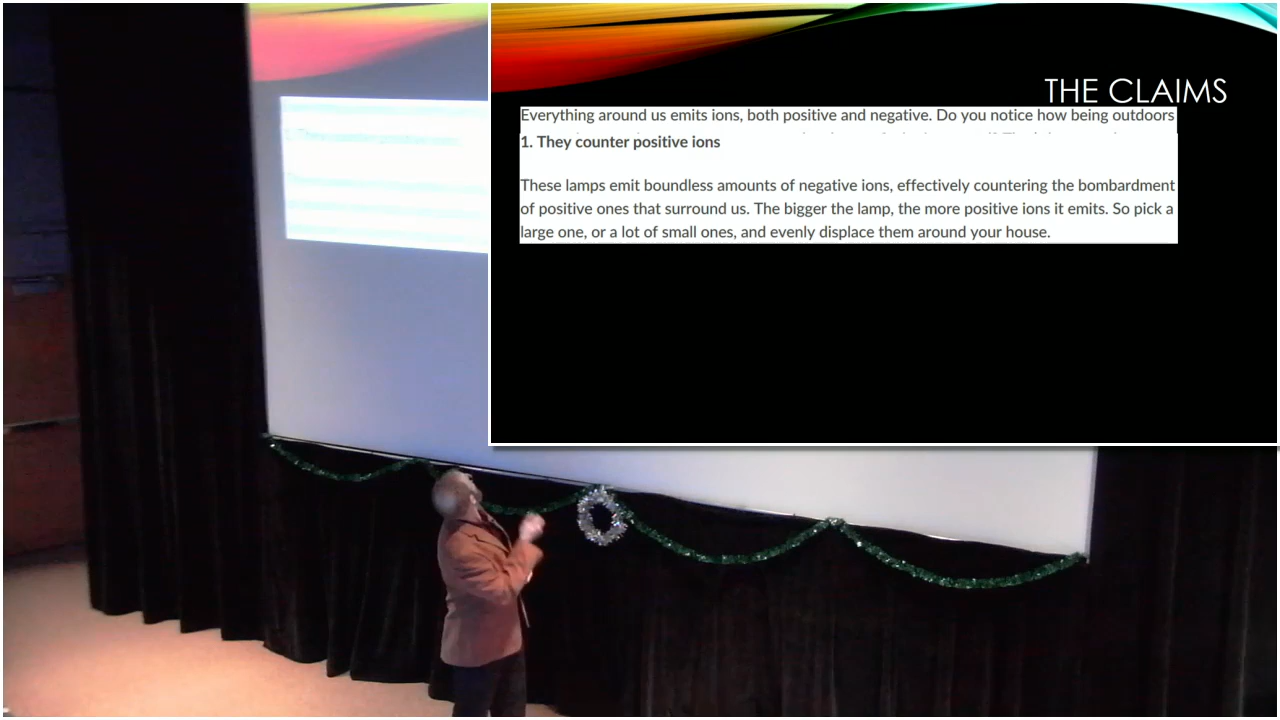 THE CLAIMS
Everything around us emits ions, both positive and negative. Do you notice how being outdoors
1. They counter positive ions
These lamps emit boundless amounts of negative ions, effectively countering the bombardment
of positive ones that surround us. The bigger the lamp, the more positive ions it emits. So pick a
large one, or a lot of small ones, and evenly displace them around your house.